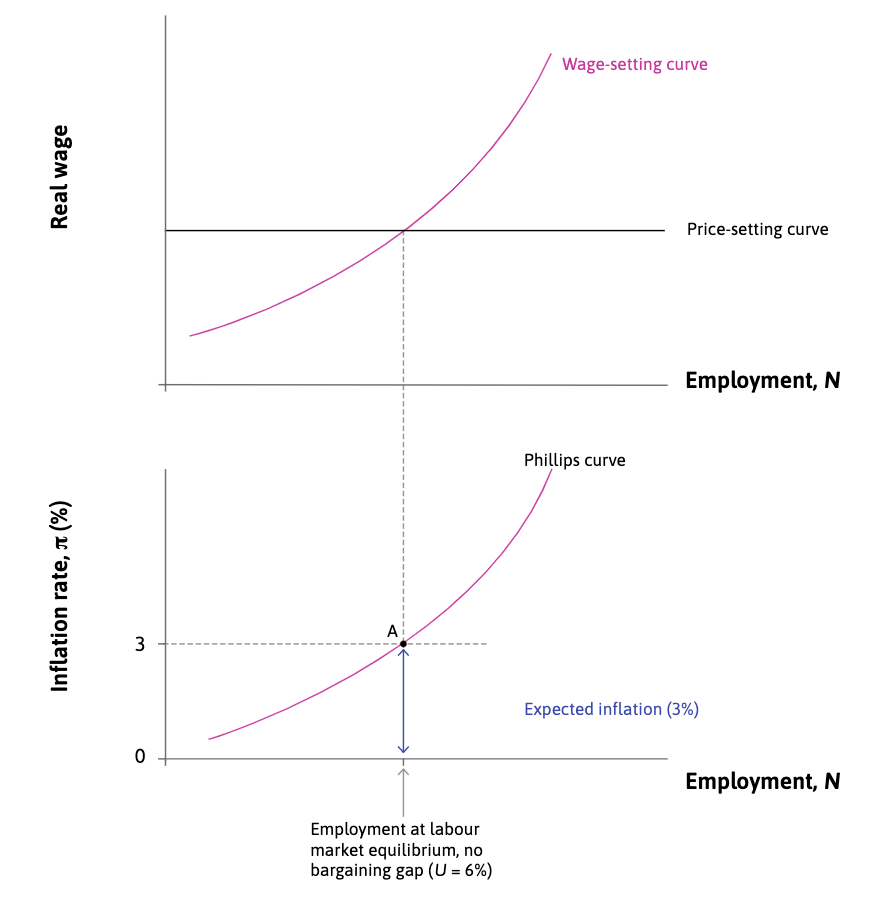 Wage-setting curve
Real wage
Price-setting curve
Employment, N
Phillips curve
Inflation rate, π (%)
A
3
Expected inflation (3%)
0
Employment, N
Employment at labour
market equilibrium, no
bargaining gap (U = 6%)